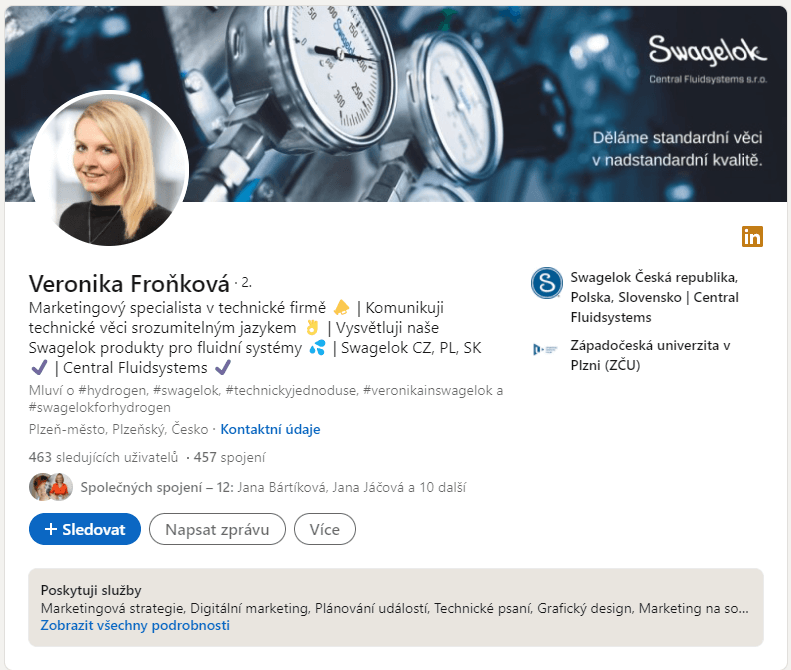 Swagelok
Central Fluidsystems s.r.o.
Děláme standardní věci
v nadstandardní kvalitě.
in
Veronika Froňková · 2.
Marketingový specialista v technické firmě 📣 | Komunikuji
technické věci srozumitelným jazykem 👌 | Vysvětluji naše
Swagelok produkty pro fluidní systémy 💦 | Swagelok CZ, PL, SK
✔ | Central Fluidsystems ✔
Mluví o #hydrogen, #swagelok, #technickyjednoduse, #veronikainswagelok a
#swagelokforhydrogen
Plzeň-město, Plzeňský, Česko · Kontaktní údaje
463 sledujících uživatelů · 457 spojení
Společných spojení – 12: Jana Bártíková, Jana Jáčová a 10 další
+ Sledovat
Napsat zprávu
Více
S
Swagelok Česká republika,
Polska, Slovensko | Central
Fluidsystems
Západočeská univerzita v
Plzni (ZČU)
Poskytuji služby
Marketingová strategie, Digitální marketing, Plánování událostí, Technické psaní, Grafický design, Marketing na so...
Zobrazit všechny podrobnosti